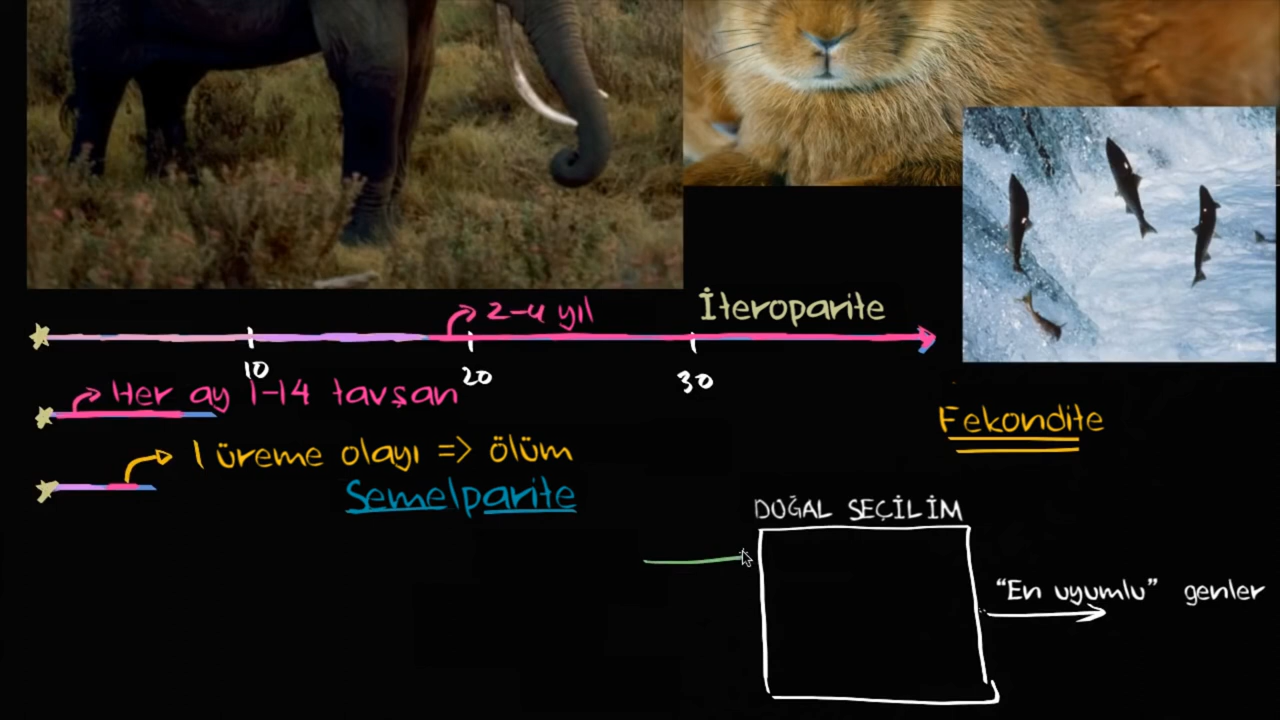 2-4 yıl
İteroparite
10
20
30
Her ay 1-14 tavşan
Fekondite
1 üreme olayı => ölüm
Semelparite
DOĞAL SEÇİLİM
"En uyumlu" genler